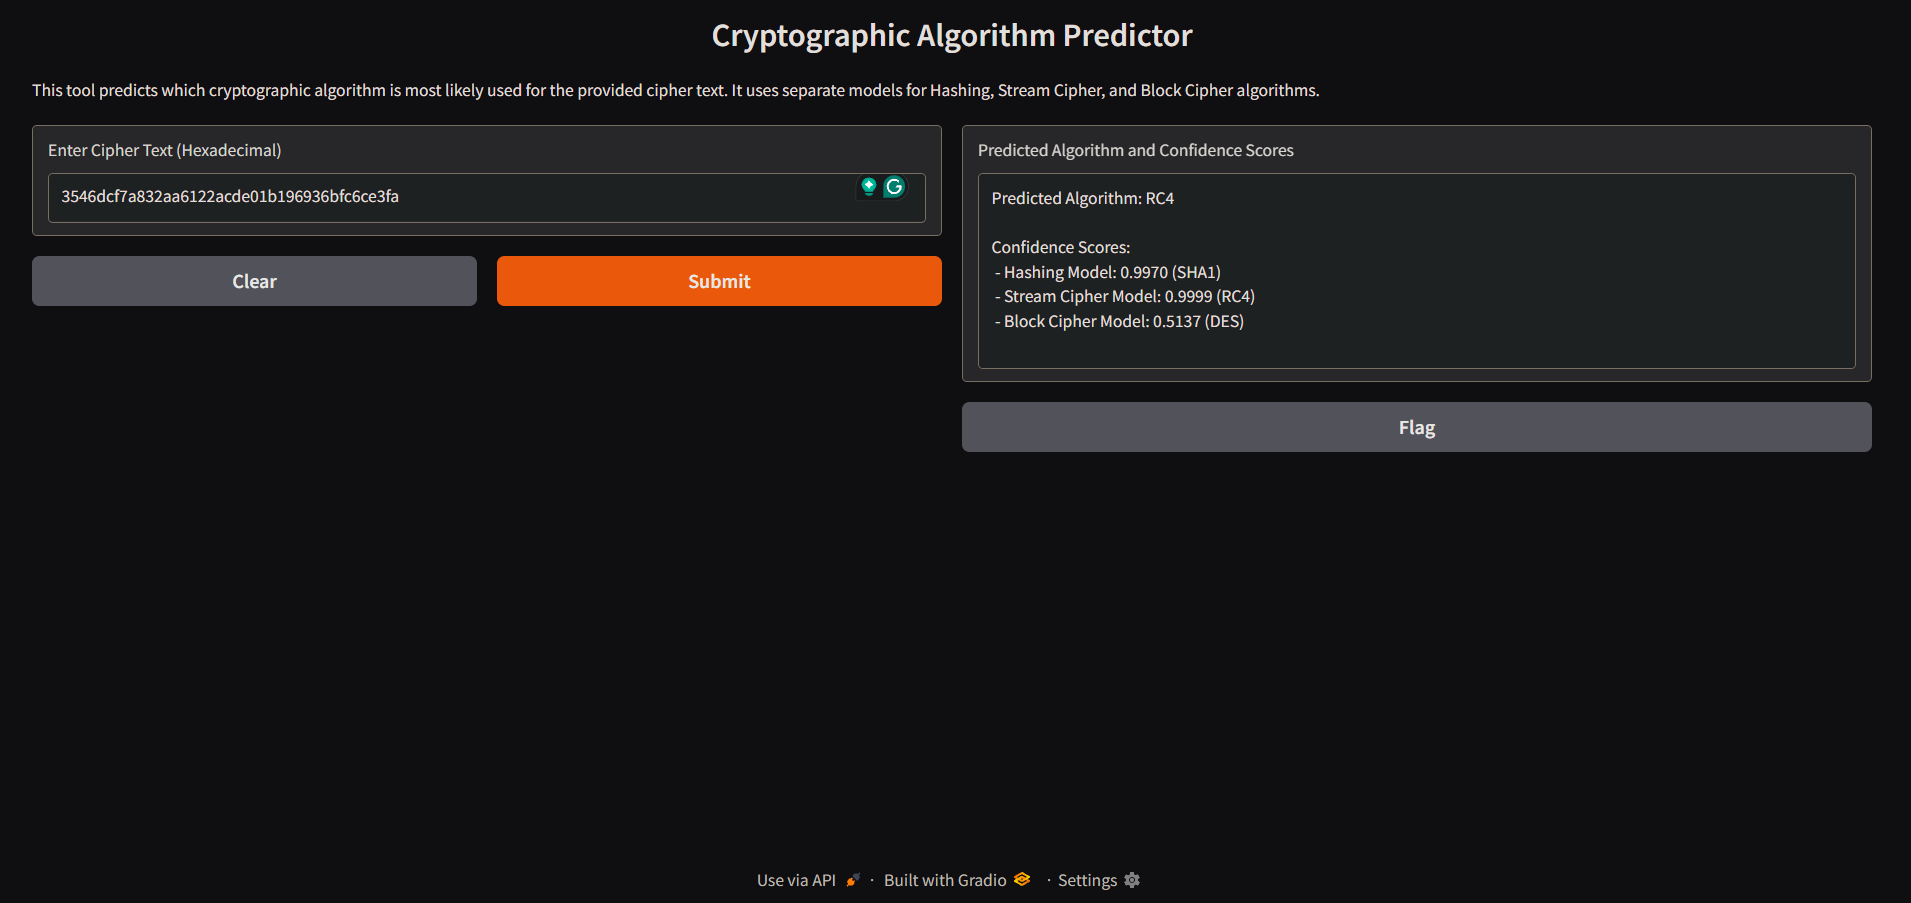 Cryptographic Algorithm Predictor
This tool predicts which cryptographic algorithm is most likely used for the provided cipher text. It uses separate models for Hashing, Stream Cipher, and Block Cipher algorithms.
Enter Cipher Text (Hexadecimal)
3546dcf7a832aa6122acde01b196936bfc6ce3fa
Clear
Submit
Predicted Algorithm and Confidence Scores
Predicted Algorithm: RC4
Confidence Scores:
- Hashing Model: 0.9970 (SHA1)
- Stream Cipher Model: 0.9999 (RC4)
- Block Cipher Model: 0.5137 (DES)
Flag
Use via API · Built with Gradio · Settings